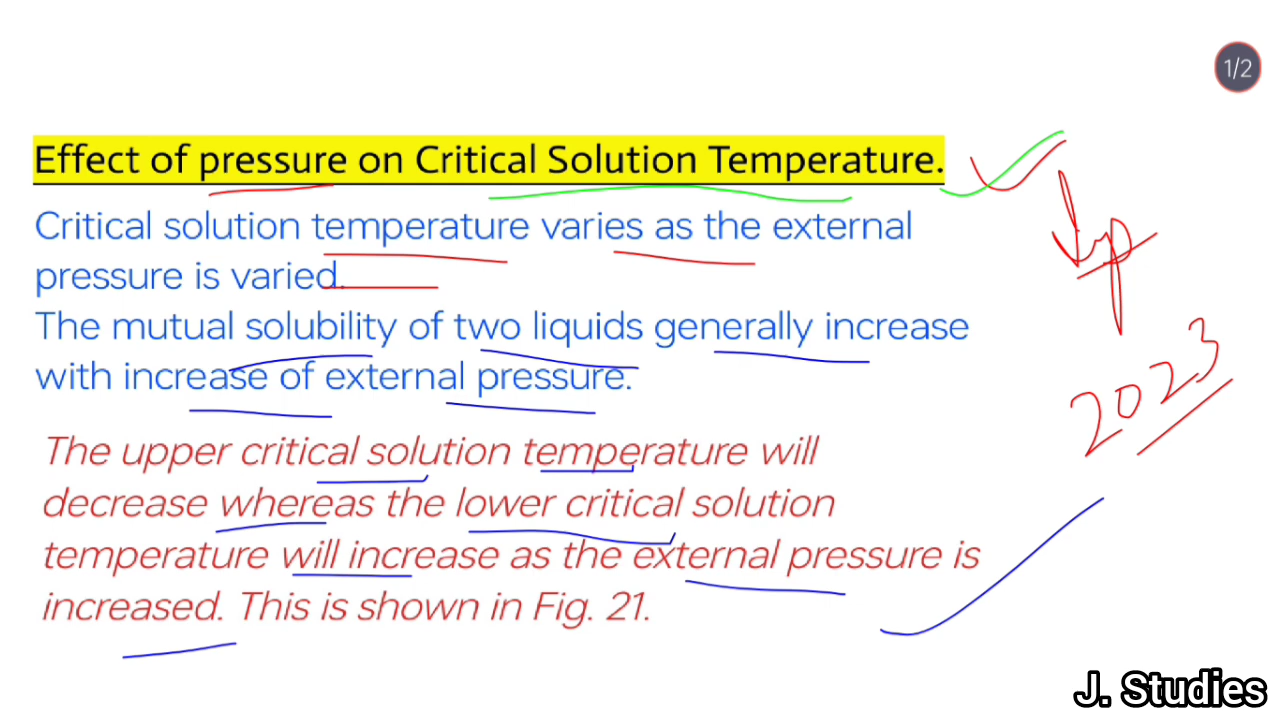 1/2
Effect of pressure on Critical Solution Temperature.
Critical solution temperature varies as the external
pressure is varied.
The mutual solubility of two liquids generally increase
with increase of external pressure.
The upper critical solution temperature will
decrease whereas the lower critical solution
temperature will increase as the external pressure is
increased. This is shown in Fig. 21.
2023
J. Studies